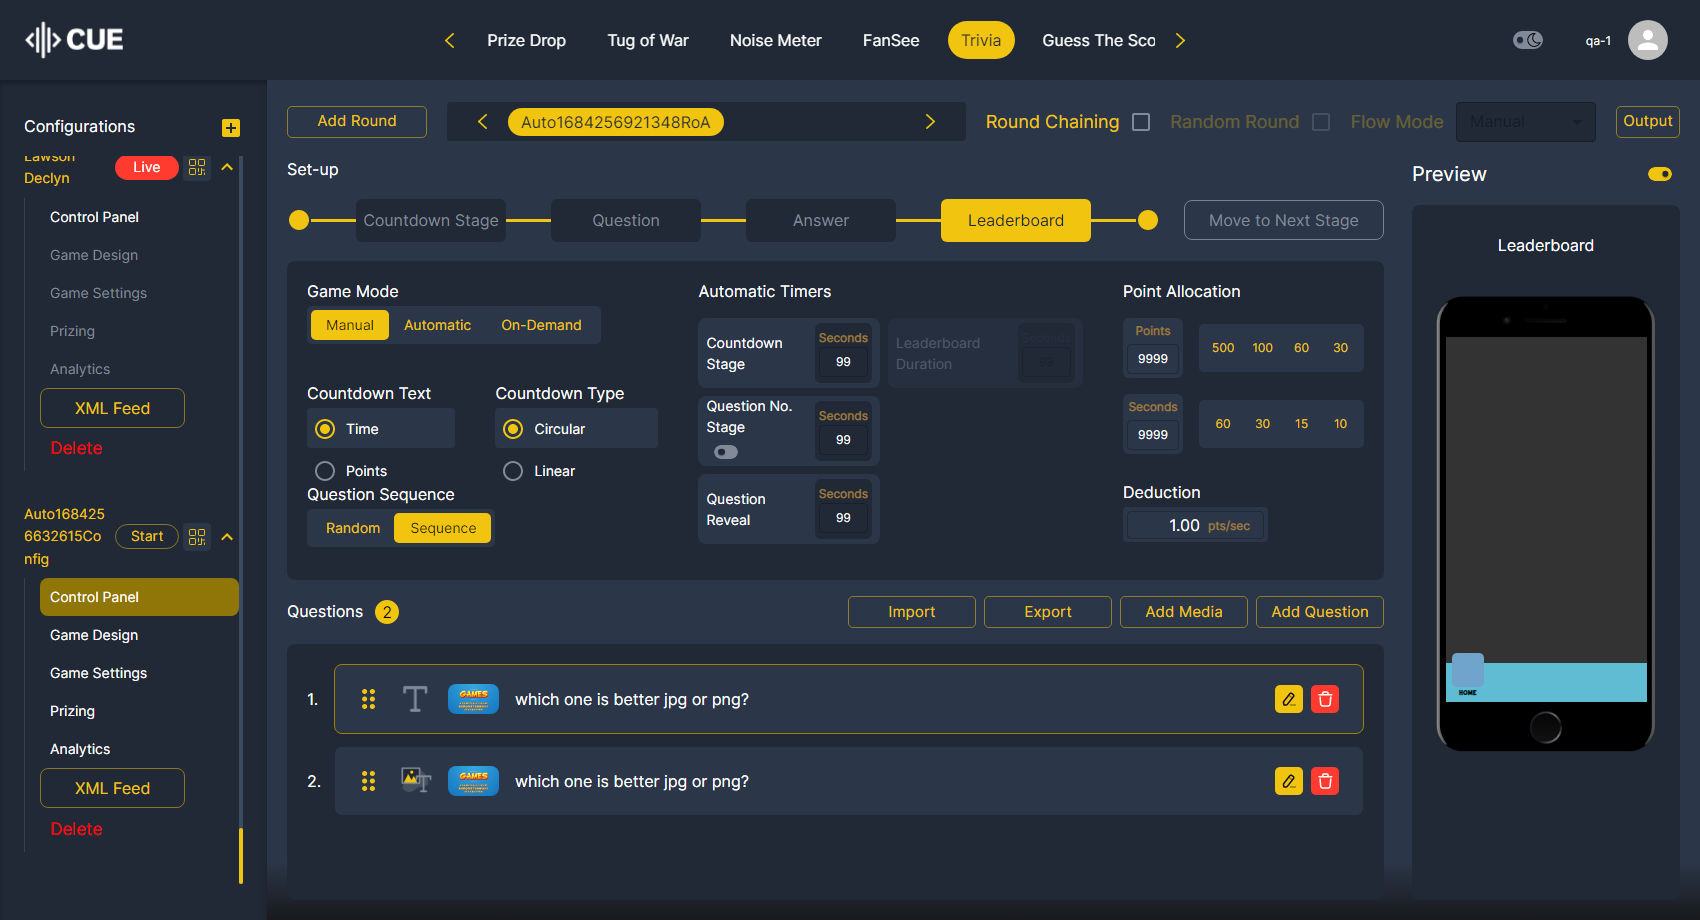 CUE
Prize Drop
Tug of War
Noise Meter
FanSee
Trivia
Guess The Sco
qa-1
Configurations
Lawson
Declyn
Live
Control Panel
Game Design
Game Settings
Prizing
Analytics
XML Feed
Delete
Auto168425
6632615Co
nfig
Start
Control Panel
Game Design
Game Settings
Prizing
Analytics
XML Feed
Delete
Add Round
Auto1684256921348RoA
Round Chaining
Random Round
Flow Mode
Manual
Output
Set-up
Countdown Stage
Question
Answer
Leaderboard
Move to Next Stage
Game Mode
Manual
Automatic
On-Demand
Countdown Text
Time
Points
Countdown Type
Circular
Linear
Question Sequence
Random
Sequence
Automatic Timers
Countdown
Stage
Seconds
99
Leaderboard
Duration
Seconds
99
Question No.
Stage
Seconds
99
Question
Reveal
Seconds
99
Point Allocation
Points
9999
500 100 60 30
Seconds
9999
60 30 15 10
Deduction
1.00 pts/sec
Questions 2
Import
Export
Add Media
Add Question
1. T GAMES which one is better jpg or png?
2. T GAMES which one is better jpg or png?
Preview
Leaderboard
HOME